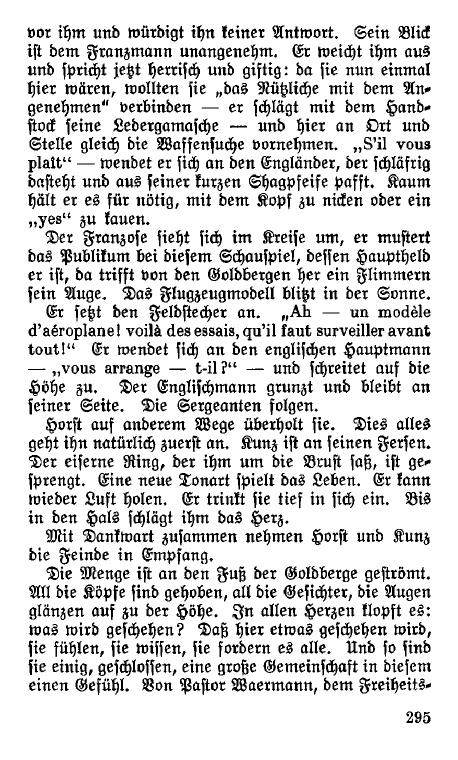 vor ihm und würdigt ihn keiner Antwort. Sein Blick
ist dem Franzmann unangenehm. Er weicht ihm aus
und spricht jetzt herrisch und giftig: da sie nun einmal
hier wären, wollten sie „das Nützliche mit dem An-
genehmen“ verbinden — er schlägt mit dem Hand-
stock seine Ledergamasche — und hier an Ort und
Stelle gleich die Waffensuche vornehmen. „S'il vous
plaît“ — wendet er sich an den Engländer, der schläfrig
dasteht und aus seiner kurzen Shagpfeife pafft. Kaum
hält er es für nötig, mit dem Kopf zu nicken oder ein
„yes“ zu kauen.
Der Franzose sieht sich im Kreise um, er mustert
das Publikum bei diesem Schauspiel, dessen Hauptheld
er ist, da trifft von den Goldbergen her ein Flimmern
sein Auge. Das Flugzeugmodell blitzt in der Sonne.
Er setzt den Feldstecher an. „Ah — un modèle
d'aéroplane! voilà des essais, qu'il faut surveiller avant
tout!“ Er wendet sich an den englischen Hauptmann
— „vous arrange — t-il?“ — und schreitet auf die
Höhe zu. Der Englischmann grunzt und bleibt an
seiner Seite. Die Sergeanten folgen.
Horst auf anderem Wege überholt sie. Dies alles
geht ihn natürlich zuerst an. Kunz ist an seinen Fersen.
Der eiserne Ring, der ihm um die Brust saß, ist ge-
sprengt. Eine neue Tonart spielt das Leben. Er kann
wieder Luft holen. Er trinkt sie tief in sich ein. Bis
in den Hals schlägt ihm das Herz.
Mit Dankwart zusammen nehmen Horst und Kunz
die Feinde in Empfang.
Die Menge ist an den Fuß der Goldberge geströmt.
All die Köpfe sind gehoben, all die Gesichter, die Augen
glänzen auf zu der Höhe. In allen Herzen klopft es:
was wird geschehen? Daß hier etwas geschehen wird,
sie fühlen, sie wissen, sie fordern es alle. Und so sind
sie einig, geschlossen, eine große Gemeinschaft in diesem
einen Gefühl. Von Pastor Waermann, dem Freiheits-
295